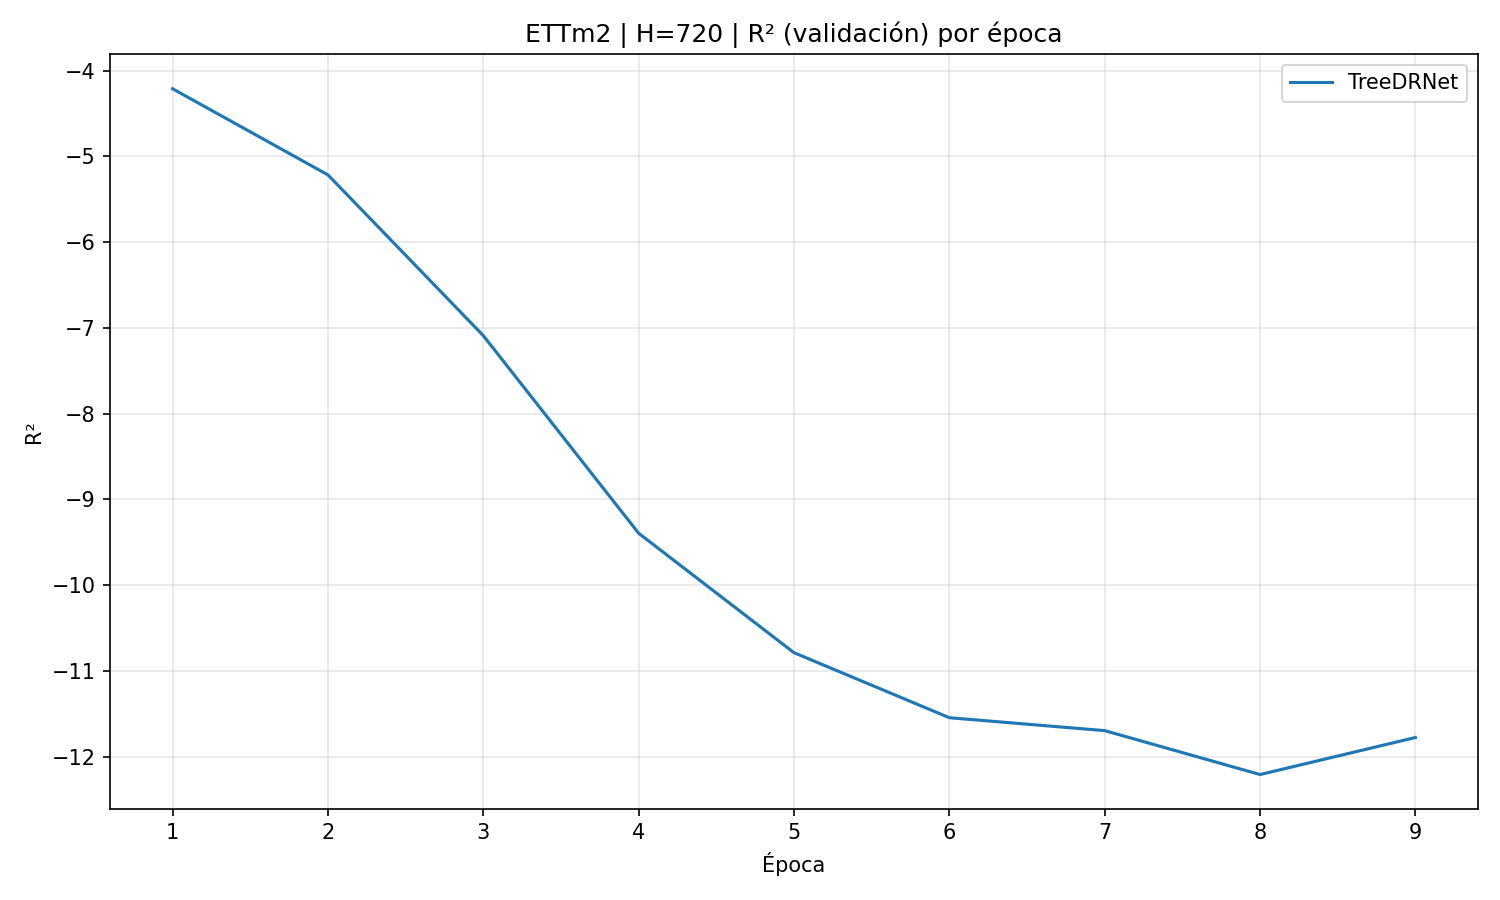 ETTm2 | H=720 | R² (validación) por época
TreeDRNet
−4
−5
−6
−7
−8
−9
−10
−11
−12
R²
1 2 3 4 5 6 7 8 9
Época